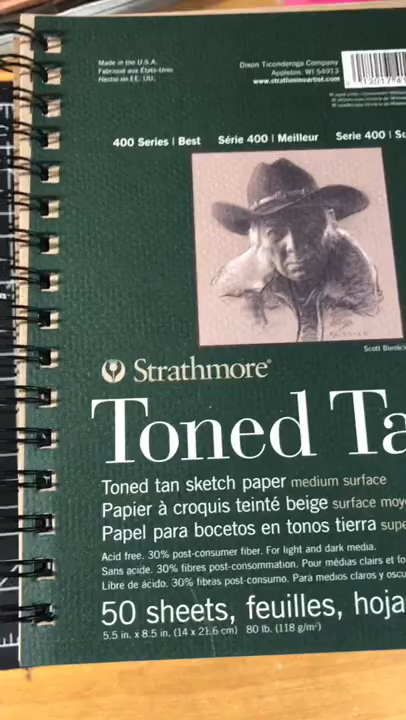 Made in the U.S.A.
Fabriqué aux États-Unis
Hecho en EE. UU.
Dixon Ticonderoga Company
Appleton, WI 54913
www.strathmoreartist.com
400 Series | Best Série 400 | Meilleur Serie 400 |
Scott
Strathmore®
Toned Ta
Toned tan sketch paper medium surface
Papier à croquis teinté beige surface moy
Papel para bocetos en tonos tierra supe
Acid free. 30% post-consumer fiber. For light and dark media.
Sans acide. 30% fibres post-consommation. Pour médias clairs et fo
Libre de ácido. 30% fibras post-consumo. Para medios claros y oscu
50 sheets, feuilles, hoja
5.5 in. x 8.5 in. (14 x 21.6 cm) 80 lb. (118 g/m²)